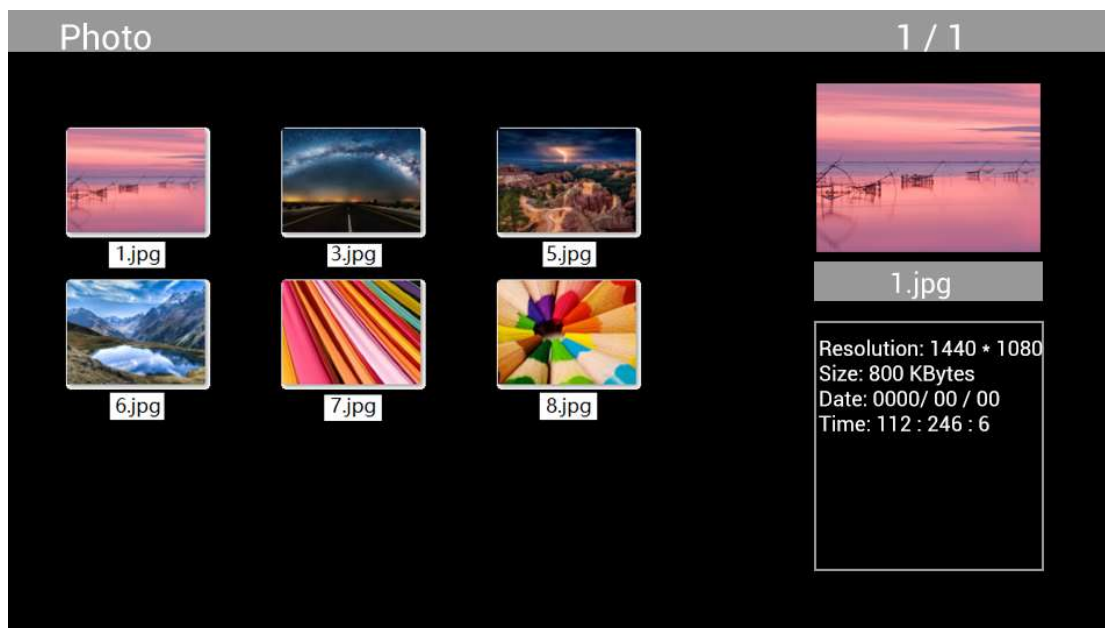 Photo
1 / 1
1.jpg
3.jpg
5.jpg
6.jpg
7.jpg
8.jpg
1.jpg
Resolution: 1440 * 1080
Size: 800 KBytes
Date: 0000/ 00 / 00
Time: 112 : 246 : 6